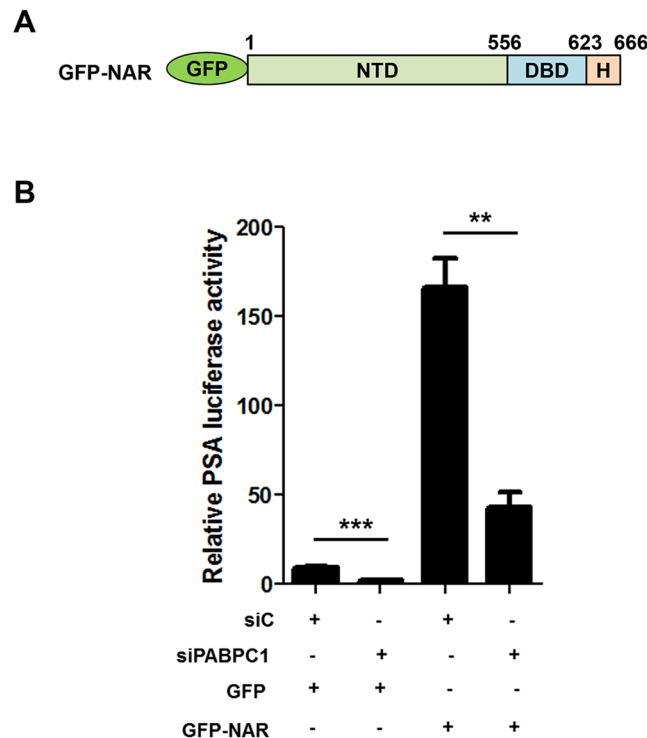 A
1 556 623 666
GFP-NAR GFP NTD DBD H
B
Relative PSA luciferase activity
200
150
100
50
0
***
**
siC + - + -
siPABPC1 - + - +
GFP + + - -
GFP-NAR - - + +